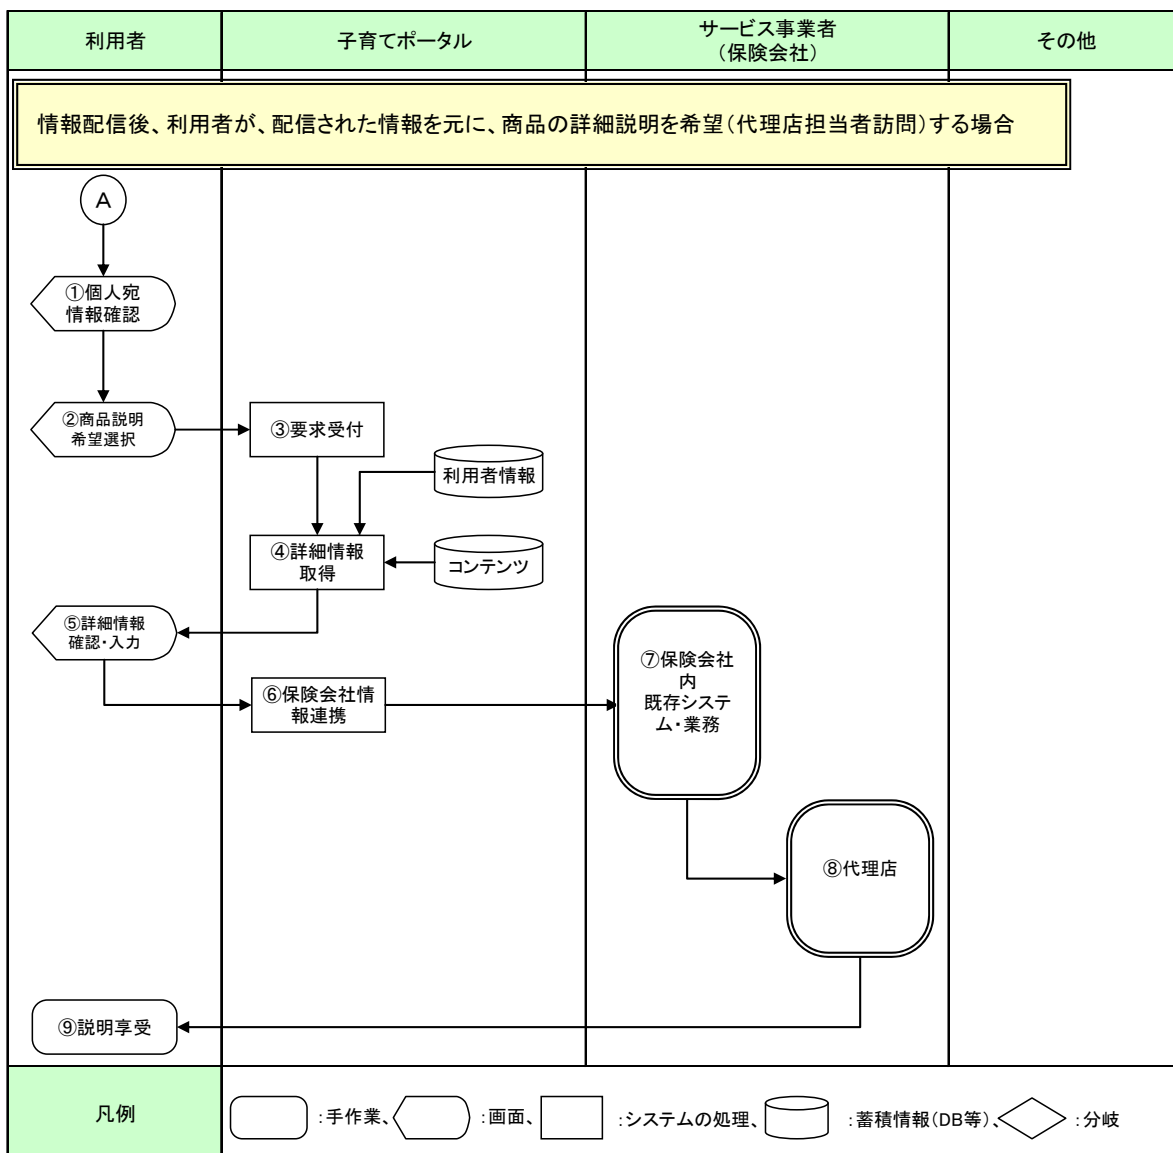 利用者
子育てポータル
サービス事業者
（保険会社）
その他
情報配信後、利用者が、配信された情報を元に、商品の詳細説明を希望（代理店担当者訪問）する場合
A
①個人宛
情報確認
②商品説明
希望選択
③要求受付
利用者情報
④詳細情報
取得
コンテンツ
⑤詳細情報
確認・入力
⑥保険会社情
報連携
⑦保険会社
内
既存システ
ム・業務
⑧代理店
⑨説明享受
凡例
：手作業、
：画面、
：システムの処理、
：蓄積情報（DB等）、
：分岐